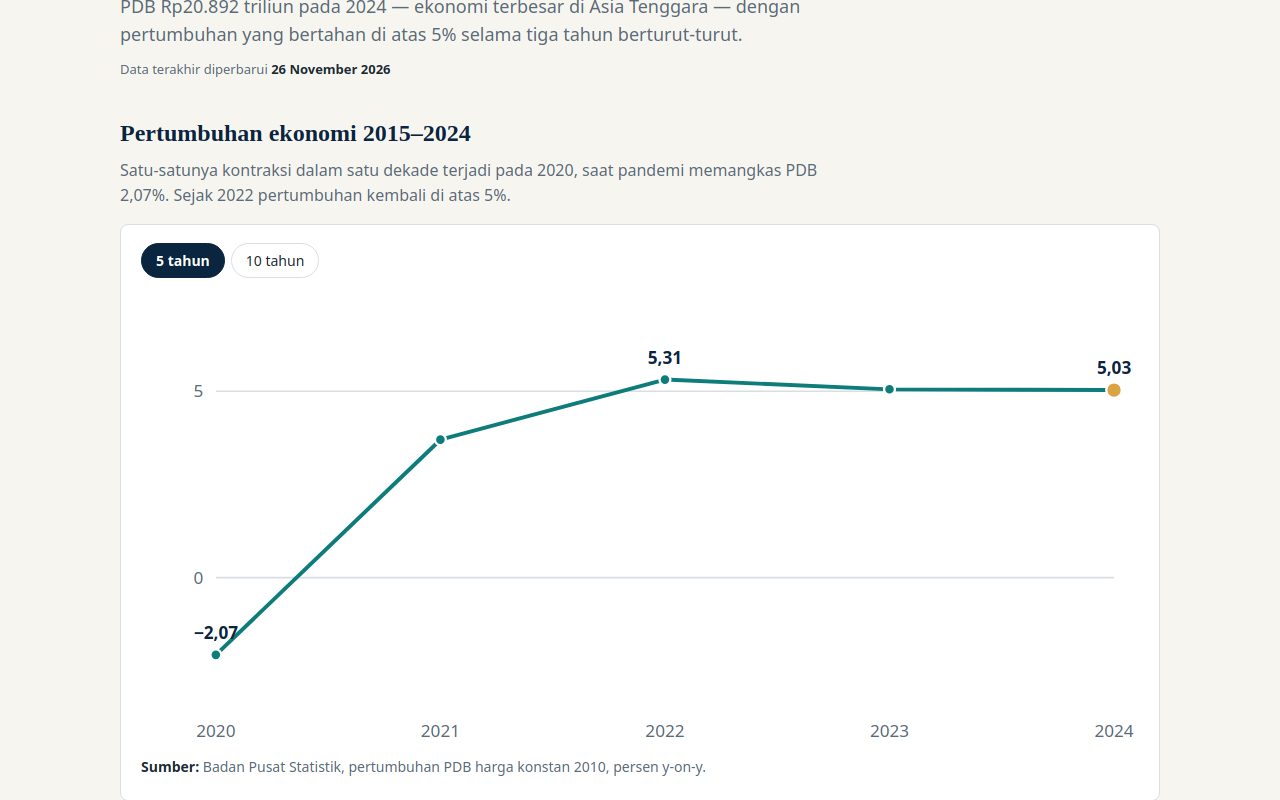 PDB Rp20.892 triliun pada 2024 — ekonomi terbesar di Asia Tenggara — dengan
pertumbuhan yang bertahan di atas 5% selama tiga tahun berturut-turut.
Data terakhir diperbarui 26 November 2026
Pertumbuhan ekonomi 2015–2024
Satu-satunya kontraksi dalam satu dekade terjadi pada 2020, saat pandemi memangkas PDB
2,07%. Sejak 2022 pertumbuhan kembali di atas 5%.
5 tahun
10 tahun
5,31
5,03
5
0
−2,07
2020
2021
2022
2023
2024
Sumber: Badan Pusat Statistik, pertumbuhan PDB harga konstan 2010, persen y-on-y.